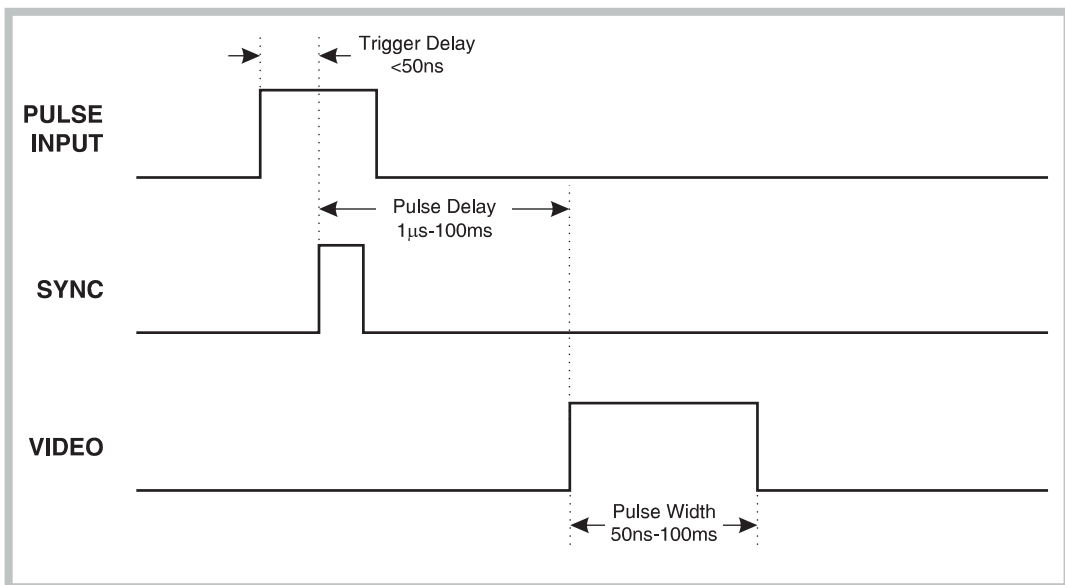 Trigger Delay
<50ns
PULSE
INPUT
Pulse Delay
1μs-100ms
SYNC
VIDEO
Pulse Width
50ns-100ms